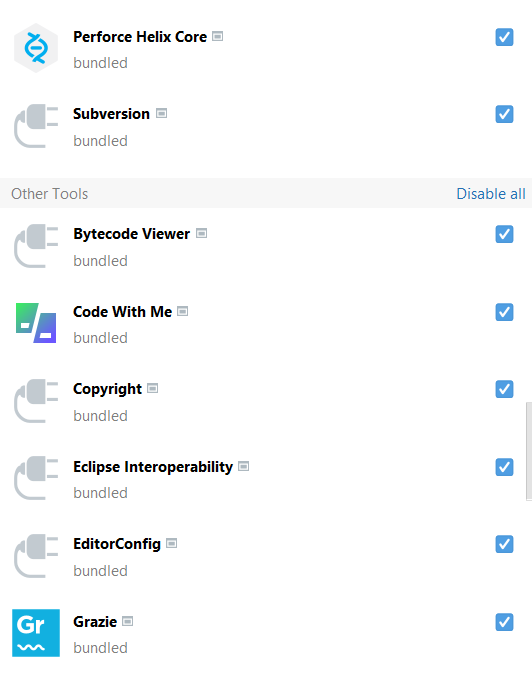 Perforce Helix Core
bundled
Subversion
bundled
Other Tools Disable all
Bytecode Viewer
bundled
Code With Me
bundled
Copyright
bundled
Eclipse Interoperability
bundled
EditorConfig
bundled
Gr
Grazie
bundled